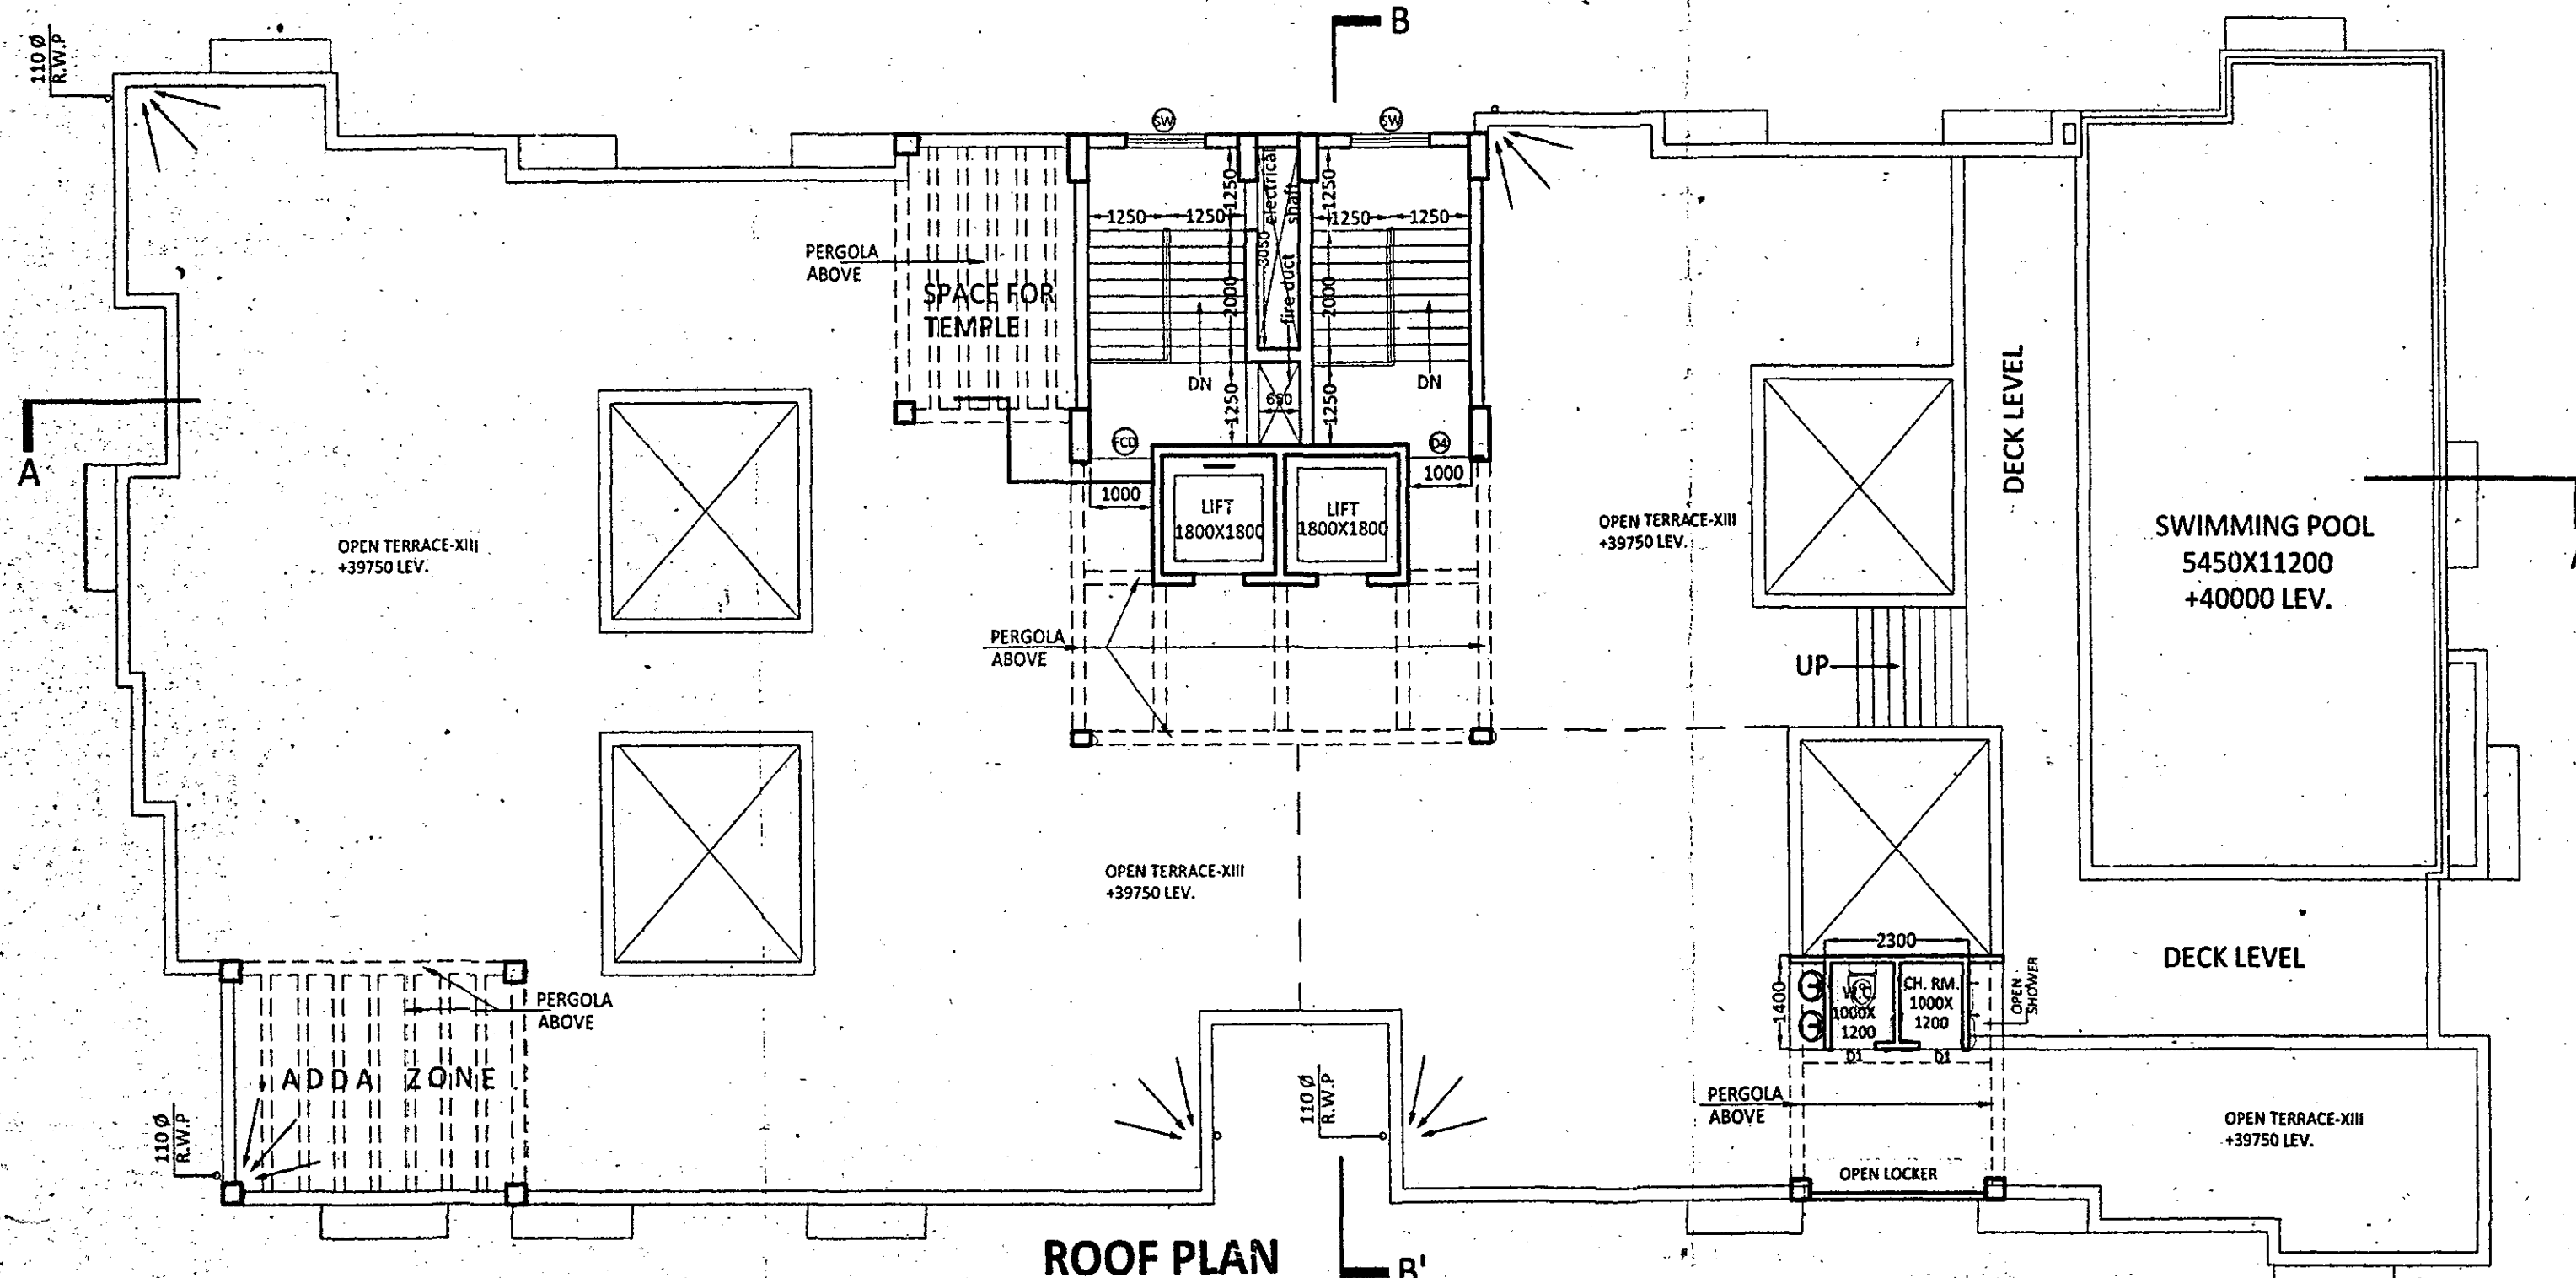 B
110 Ø
R.W.P
SW
SW
1250
1250
electrical
shaft
1250
1250
1250
1250
PERGOLA
ABOVE
3050
2000
fire duct
2000
SPACE FOR
TEMPLE
DN
DN
1250
650
1250
DECK LEVEL
A
FCD
D4
1000
1000
LIFT
1800X1800
LIFT
1800X1800
OPEN TERRACE-XIII
+39750 LEV.
OPEN TERRACE-XIII
+39750 LEV.
SWIMMING POOL
5450X11200
+40000 LEV.
PERGOLA
ABOVE
UP
OPEN TERRACE-XIII
+39750 LEV.
2300
DECK LEVEL
PERGOLA
ABOVE
1400
W.C
1000X
1200
CH. RM.
1000X
1200
OPEN
SHOWER
D1
D1
ADDA ZONE
110 Ø
R.W.P
110 Ø
R.W.P
PERGOLA
ABOVE
OPEN TERRACE-XIII
+39750 LEV.
OPEN LOCKER
ROOF PLAN
B'